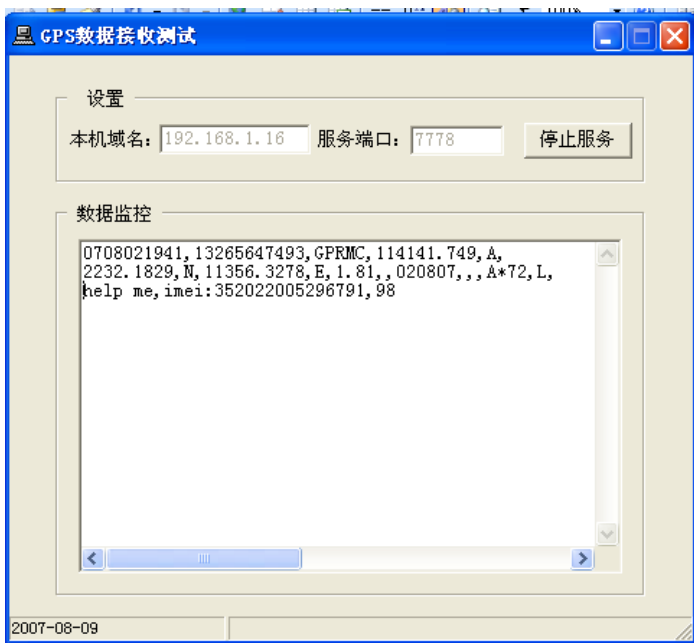 GPS数据接收测试
设置
本机域名: 192.168.1.16 服务端口: 7778 停止服务
数据监控
0708021941,13265647493,GPRMC,114141.749,A,
2232.1829,N,11356.3278,E,1.81,,020807,,,A*72,L,
help me,imei:352022005296791,98
2007-08-09